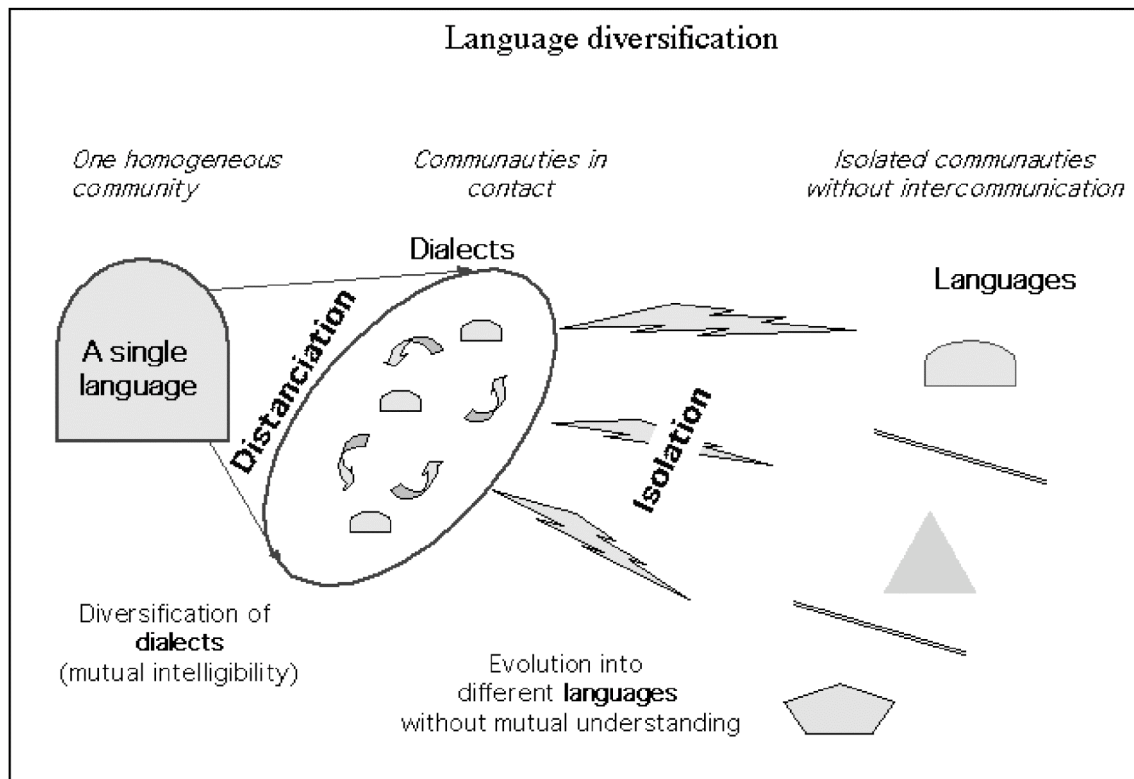 Language diversification
One homogeneous
community
Communauties in
contact
Isolated communauties
without intercommunication
Dialects
Languages
A single
language
Distanciation
Isolation
Diversification of
dialects
(mutual intelligibility)
Evolution into
different languages
without mutual understanding